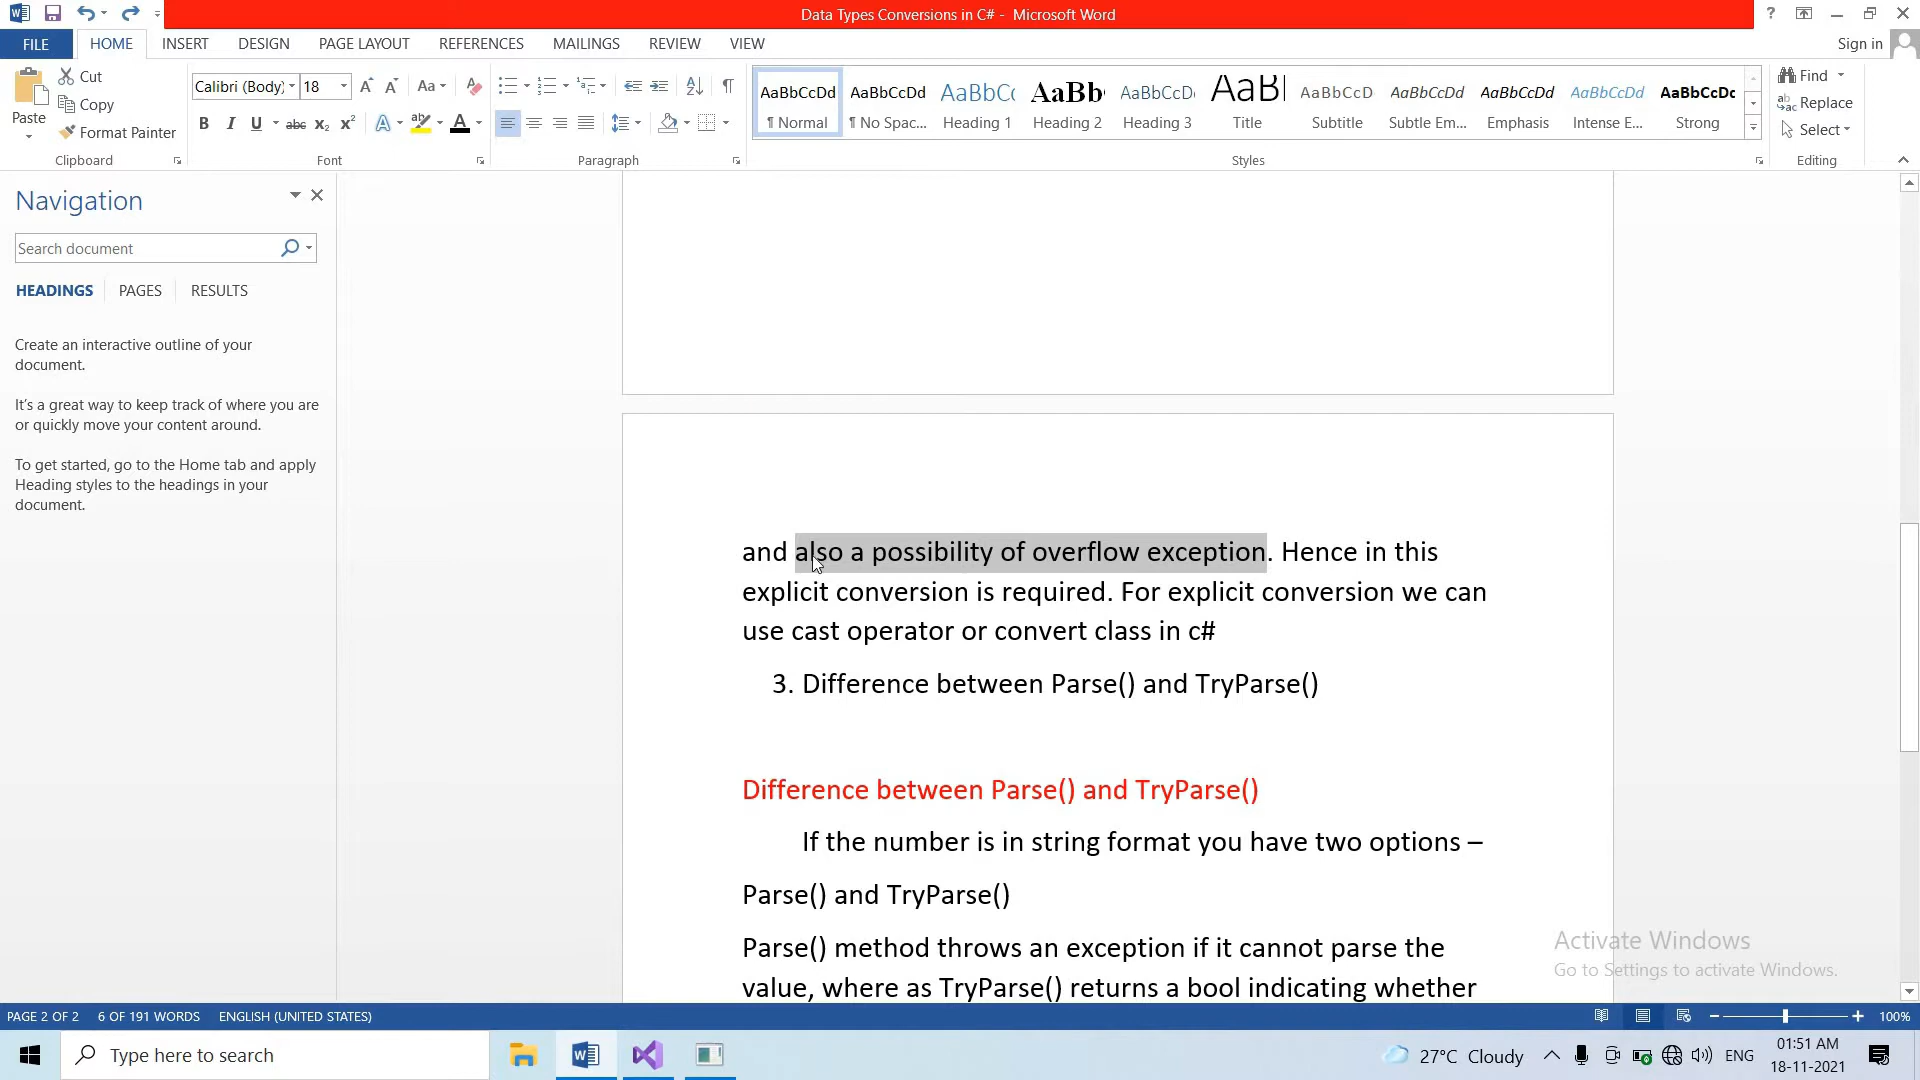 Data Types Conversions in C# - Microsoft Word
?
FILE HOME INSERT DESIGN PAGE LAYOUT REFERENCES MAILINGS REVIEW VIEW Sign in
Paste
Cut
Copy
Format Painter
Clipboard
Calibri (Body) 18
Aa
B I U abc x₂ x² A ab A
Font
Paragraph
AaBbCcDd AaBbCcDd AaBbCc AaBb AaBbCcD AaB AaBbCcD AaBbCcDd AaBbCcDd AaBbCcDd AaBbCcDc
¶ Normal ¶ No Spac... Heading 1 Heading 2 Heading 3 Title Subtitle Subtle Em... Emphasis Intense E... Strong
Styles
Find
Replace
Select
Editing
Navigation
Search document
HEADINGS PAGES RESULTS
Create an interactive outline of your
document.
It's a great way to keep track of where you are
or quickly move your content around.
To get started, go to the Home tab and apply
Heading styles to the headings in your
document.
and also a possibility of overflow exception. Hence in this
explicit conversion is required. For explicit conversion we can
use cast operator or convert class in c#
3. Difference between Parse() and TryParse()
Difference between Parse() and TryParse()
If the number is in string format you have two options –
Parse() and TryParse()
Parse() method throws an exception if it cannot parse the
value, where as TryParse() returns a bool indicating whether
Activate Windows
Go to Settings to activate Windows.
PAGE 2 OF 2 6 OF 191 WORDS ENGLISH (UNITED STATES) 100%
Type here to search
27°C Cloudy
ENG
01:51 AM
18-11-2021